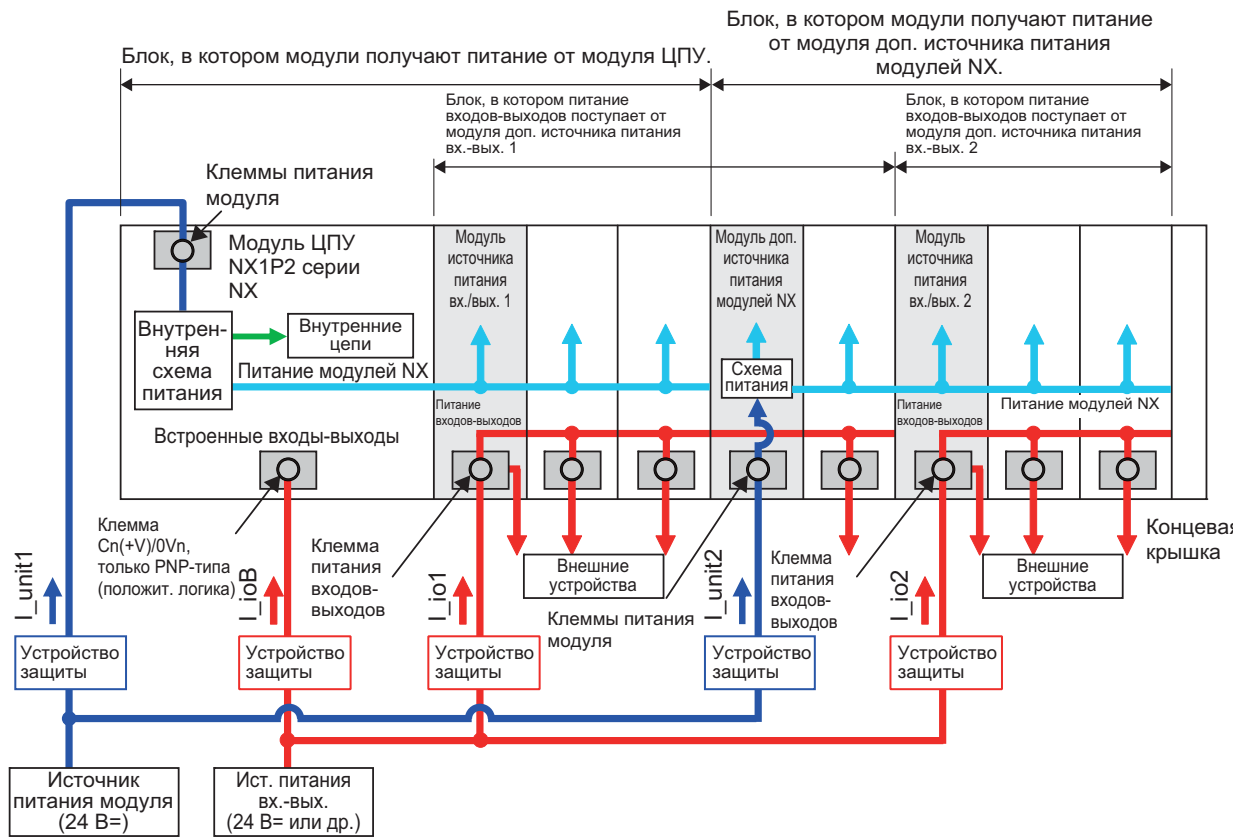 Блок, в котором модули получают питание от модуля ЦПУ.
Блок, в котором модули получают питание
от модуля доп. источника питания
модулей NX.
Блок, в котором питание
входов-выходов поступает от
модуля доп. источника питания
вх.-вых. 1
Блок, в котором питание
входов-выходов поступает от
модуля доп. источника питания
вх.-вых. 2
Клеммы питания
модуля
Модуль ЦПУ
NX1P2 серии
NX
Модуль
источника
питания
вх./вых. 1
Модуль доп.
источника
питания
модулей NX
Модуль
источника
питания
вх./вых. 2
Внутрен-
няя
схема
питания
Внутренние
цепи
Питание модулей NX
Схема
питания
Питание
входов-выходов
Питание
входов-выходов
Питание модулей NX
Встроенные входы-выходы
Клемма
Cn(+V)/0Vn,
только PNP-типа
(положит. логика)
Клемма
питания
входов-
выходов
Внешние
устройства
Клеммы питания
модуля
Клемма
питания
входов-
выходов
Внешние
устройства
Концевая
крышка
I_unit1
I_ioB
I_io1
I_unit2
I_io2
Устройство
защиты
Устройство
защиты
Устройство
защиты
Устройство
защиты
Устройство
защиты
Источник
питания модуля
(24 В=)
Ист. питания
вх.-вых.
(24 В= или др.)